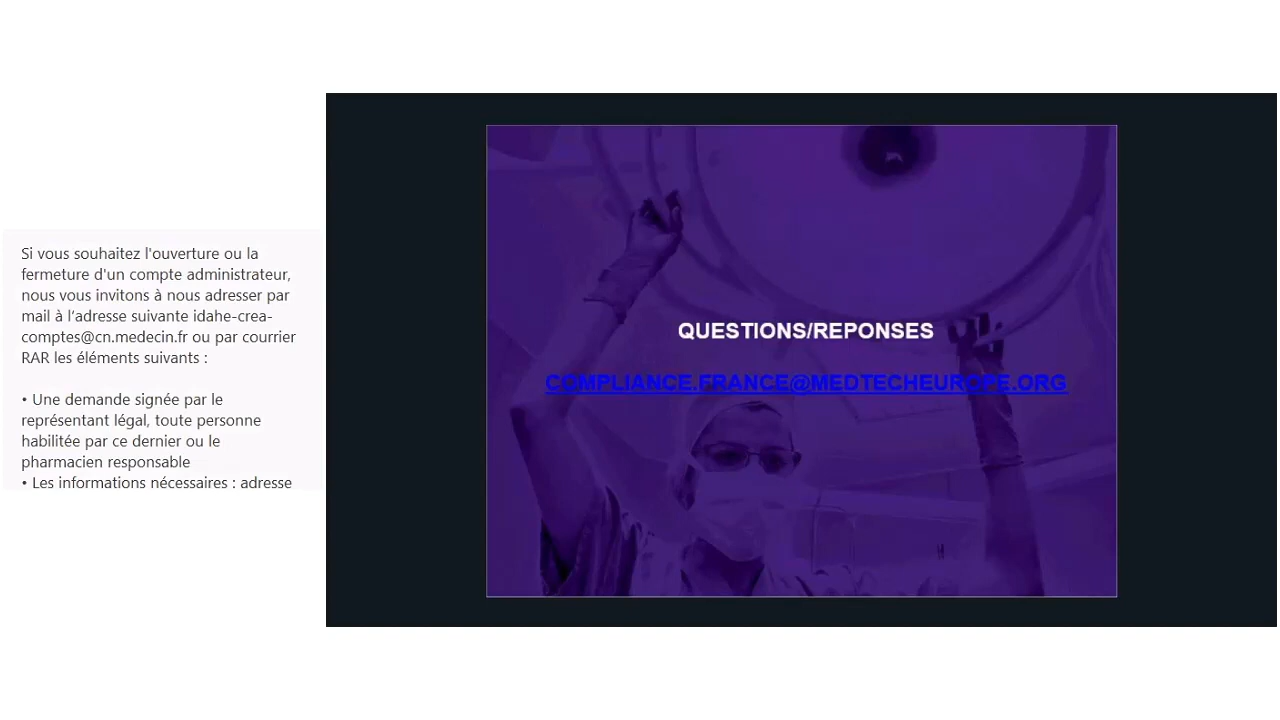 Si vous souhaitez l'ouverture ou la
fermeture d'un compte administrateur,
nous vous invitons à nous adresser par
mail à l'adresse suivante idahe-crea-
comptes@cn.medecin.fr ou par courrier
RAR les éléments suivants :
• Une demande signée par le
représentant légal, toute personne
habilitée par ce dernier ou le
pharmacien responsable
• Les informations nécessaires : adresse
QUESTIONS/REPONSES
COMPLIANCE.FRANCE@MEDTECHEUROPE.ORG